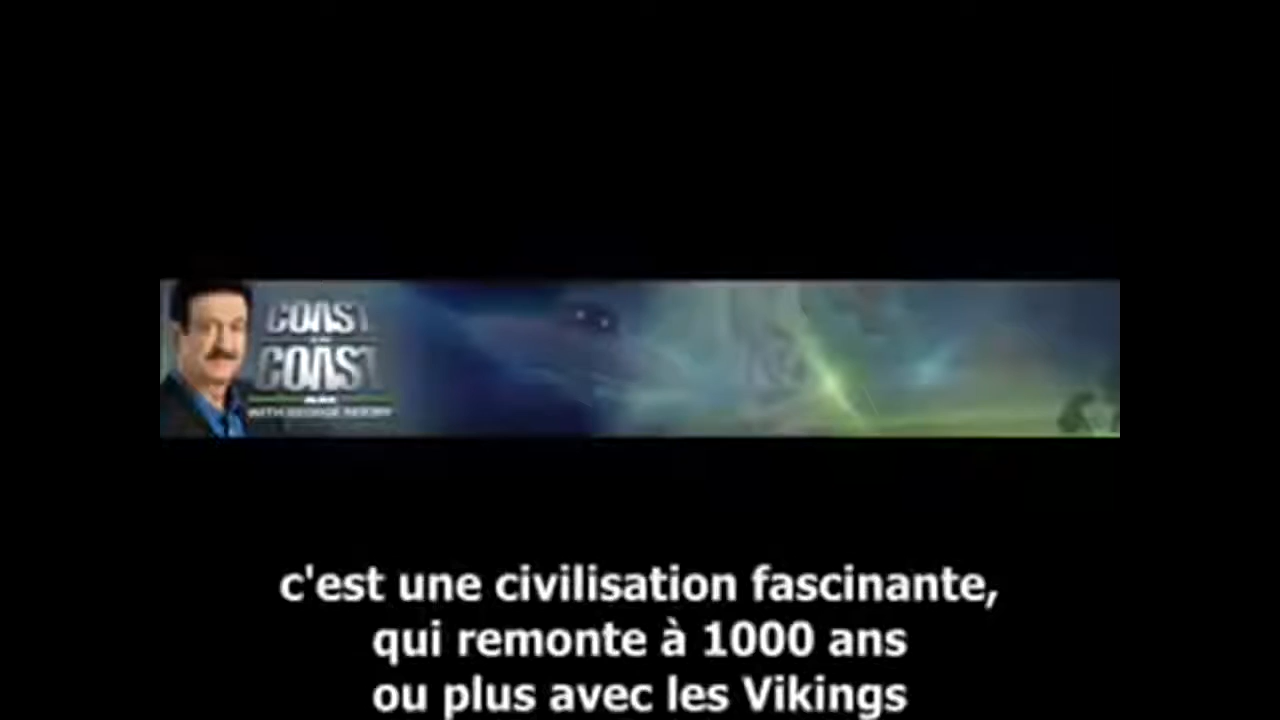 COAST
COAST
WITH GEORGE NOORY
c'est une civilisation fascinante,
qui remonte à 1000 ans
ou plus avec les Vikings